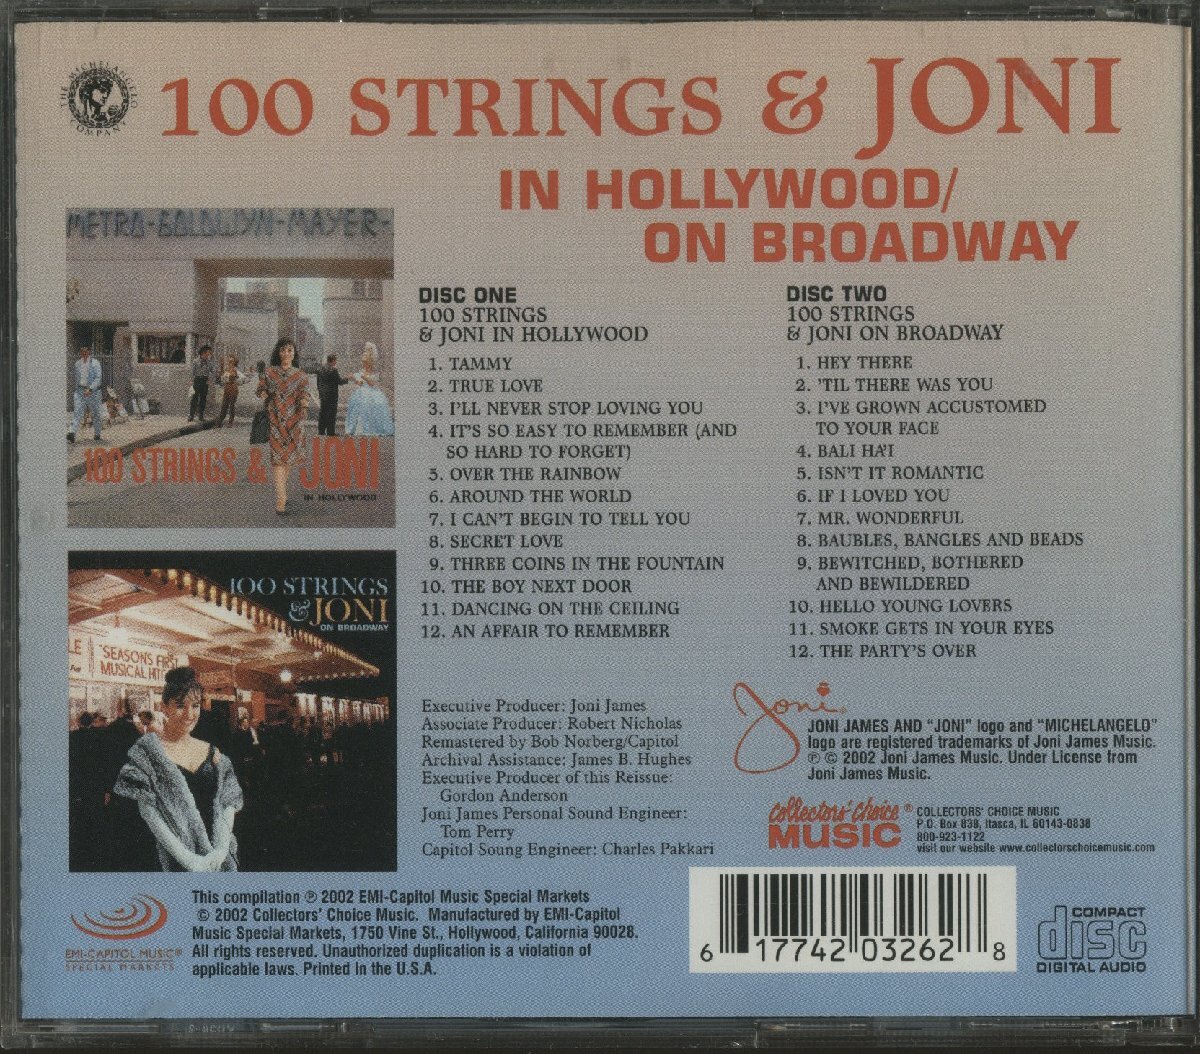 THE MICHELANGELO COMPANY
100 STRINGS & JONI
IN HOLLYWOOD/
ON BROADWAY
METRO-GOLDWYN-MAYER-
100 STRINGS & JONI
IN HOLLYWOOD
100 STRINGS
& JONI
ON BROADWAY
"SEASON'S FIRST
MUSICAL HIT
DISC ONE
100 STRINGS
& JONI IN HOLLYWOOD
1. TAMMY
2. TRUE LOVE
3. I'LL NEVER STOP LOVING YOU
4. IT'S SO EASY TO REMEMBER (AND
SO HARD TO FORGET)
5. OVER THE RAINBOW
6. AROUND THE WORLD
7. I CAN'T BEGIN TO TELL YOU
8. SECRET LOVE
9. THREE COINS IN THE FOUNTAIN
10. THE BOY NEXT DOOR
11. DANCING ON THE CEILING
12. AN AFFAIR TO REMEMBER
DISC TWO
100 STRINGS
& JONI ON BROADWAY
1. HEY THERE
2. 'TIL THERE WAS YOU
3. I'VE GROWN ACCUSTOMED
TO YOUR FACE
4. BALI HA'I
5. ISN'T IT ROMANTIC
6. IF I LOVED YOU
7. MR. WONDERFUL
8. BAUBLES, BANGLES AND BEADS
9. BEWITCHED, BOTHERED
AND BEWILDERED
10. HELLO YOUNG LOVERS
11. SMOKE GETS IN YOUR EYES
12. THE PARTY'S OVER
Executive Producer: Joni James
Associate Producer: Robert Nicholas
Remastered by Bob Norberg/Capitol
Archival Assistance: James B. Hughes
Executive Producer of this Reissue:
Gordon Anderson
Joni James Personal Sound Engineer:
Tom Perry
Capitol Soung Engineer: Charles Pakkari
Joni®
JONI JAMES AND "JONI" logo and "MICHELANGELO"
logo are registered trademarks of Joni James Music.
℗ © 2002 Joni James Music. Under License from
Joni James Music.
Collectors' Choice®
MUSIC
COLLECTORS' CHOICE MUSIC
P.O. Box 838, Itasca, IL 60143-0838
800-923-1122
visit our website www.collectorschoicemusic.com
EMI-CAPITOL MUSIC®
SPECIAL MARKETS
This compilation ℗ 2002 EMI-Capitol Music Special Markets
© 2002 Collectors' Choice Music. Manufactured by EMI-Capitol
Music Special Markets, 1750 Vine St., Hollywood, California 90028.
All rights reserved. Unauthorized duplication is a violation of
applicable laws. Printed in the U.S.A.
6 17742 03262 8
COMPACT
disc
DIGITAL AUDIO